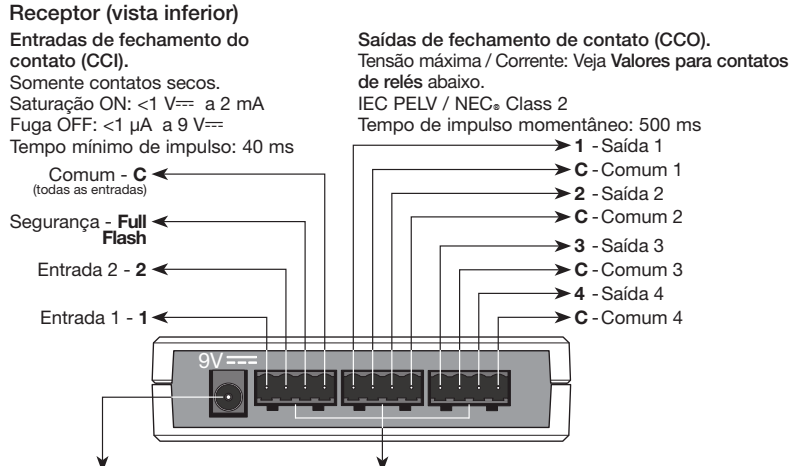 Receptor (vista inferior)
Entradas de fechamento do
contato (CCI).
Somente contatos secos.
Saturação ON: <1 V⎓ a 2 mA
Fuga OFF: <1 μA a 9 V⎓
Tempo mínimo de impulso: 40 ms
Comum - C
(todas as entradas)
Segurança - Full
Flash
Entrada 2 - 2
Entrada 1 - 1
Saídas de fechamento de contato (CCO).
Tensão máxima / Corrente: Veja Valores para contatos
de relés abaixo.
IEC PELV / NEC® Class 2
Tempo de impulso momentâneo: 500 ms
1 - Saída 1
C - Comum 1
2 - Saída 2
C - Comum 2
3 - Saída 3
C - Comum 3
4 - Saída 4
C - Comum 4
9V⎓